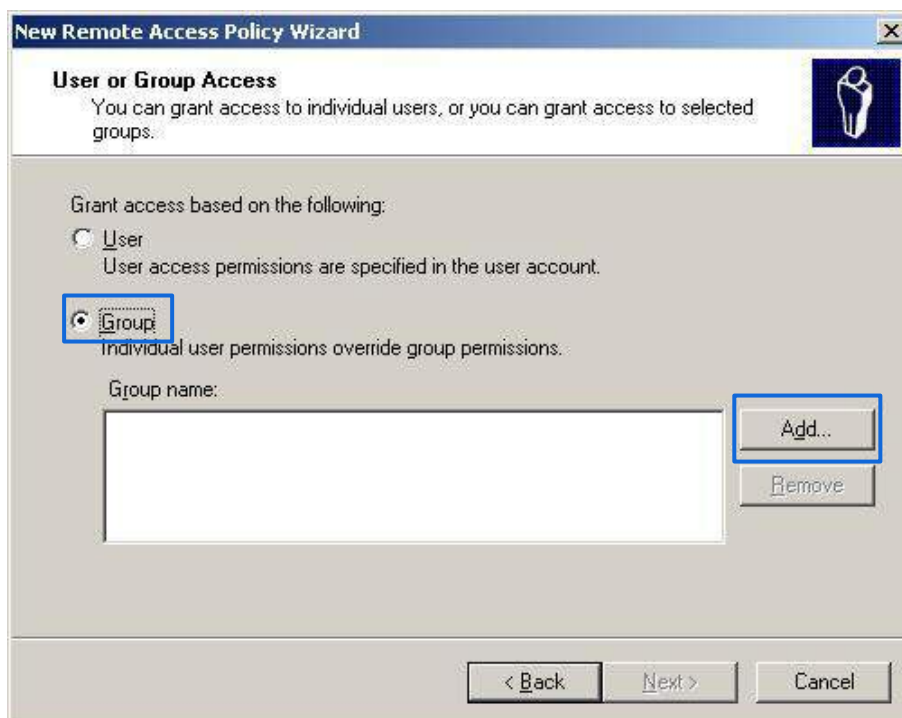 New Remote Access Policy Wizard
User or Group Access
You can grant access to individual users, or you can grant access to selected
groups.
Grant access based on the following:
User
User access permissions are specified in the user account.
Group
Individual user permissions override group permissions.
Group name:
Add...
Remove
< Back
Next >
Cancel